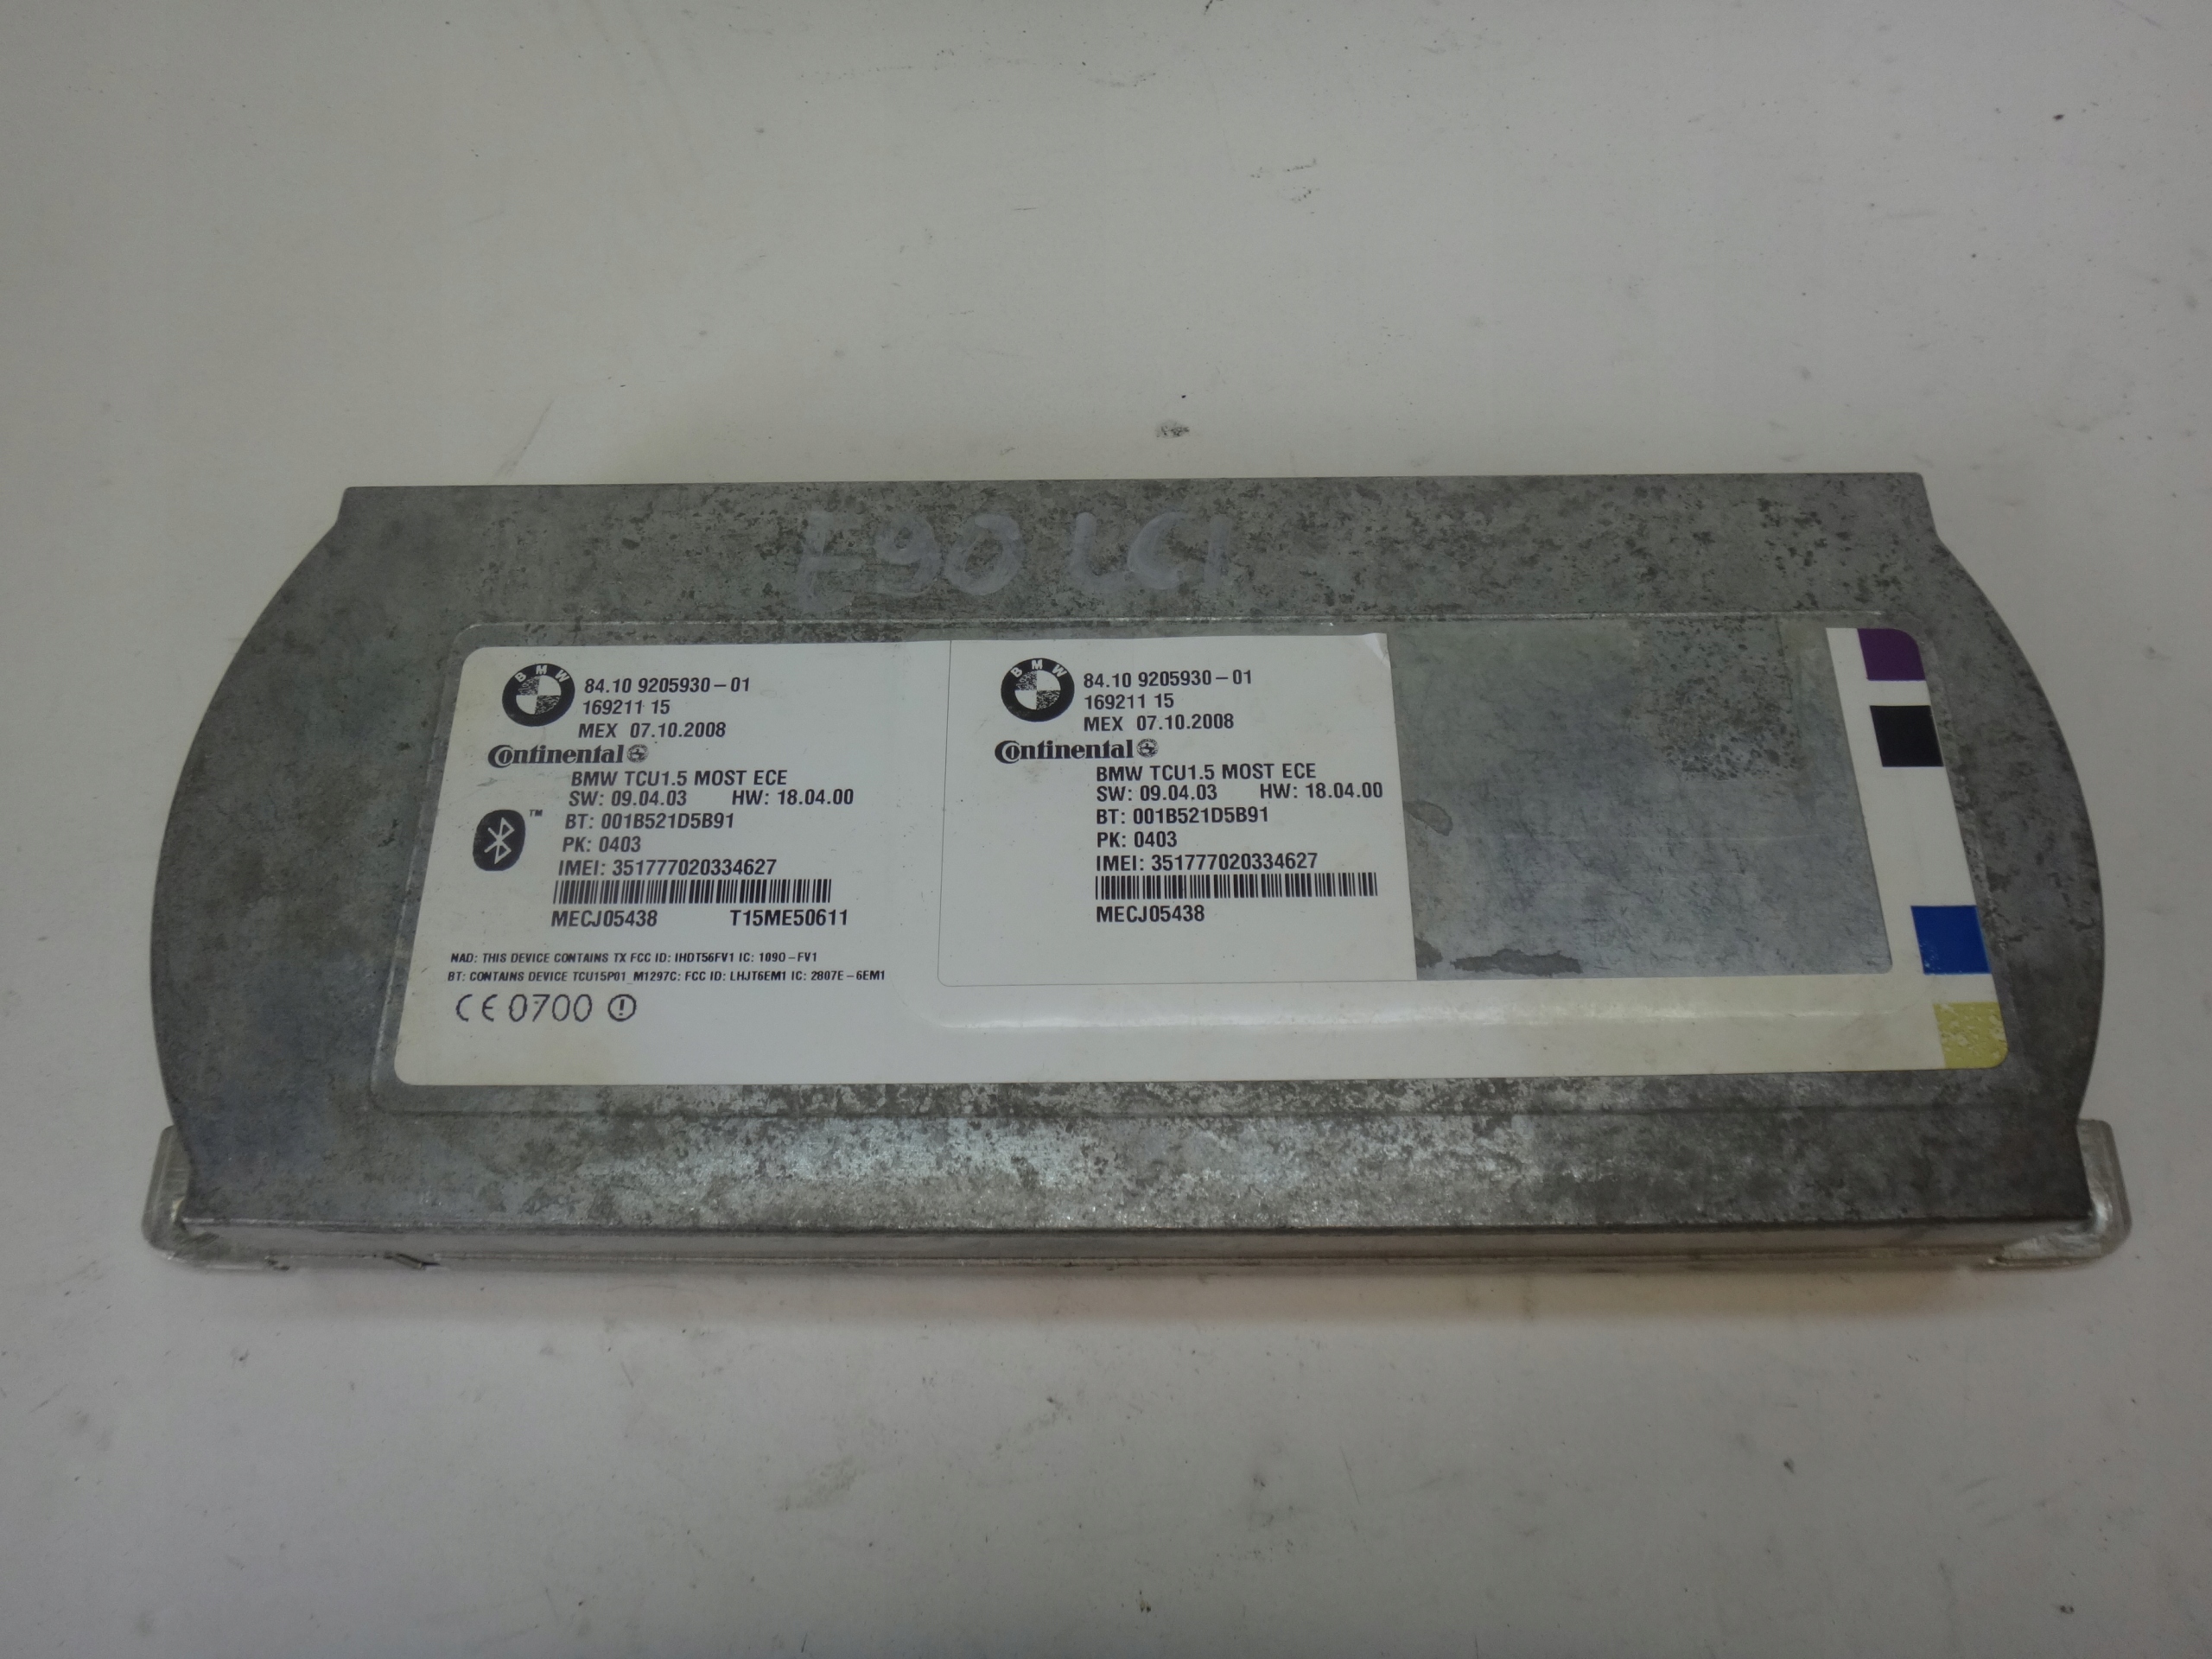 E90 LCI
BMW
84.10 9205930-01
169211 15
MEX 07.10.2008
Continental
BMW TCU1.5 MOST ECE
SW: 09.04.03 HW: 18.04.00
TM
BT: 001B521D5B91
PK: 0403
IMEI: 351777020334627
MECJ05438 T15ME50611
NAD: THIS DEVICE CONTAINS TX FCC ID: IHDT56FV1 IC: 1090-FV1
BT: CONTAINS DEVICE TCU15P01_M1297C: FCC ID: LHJT6EM1 IC: 2807E-6EM1
CE 0700
BMW
84.10 9205930-01
169211 15
MEX 07.10.2008
Continental
BMW TCU1.5 MOST ECE
SW: 09.04.03 HW: 18.04.00
BT: 001B521D5B91
PK: 0403
IMEI: 351777020334627
MECJ05438